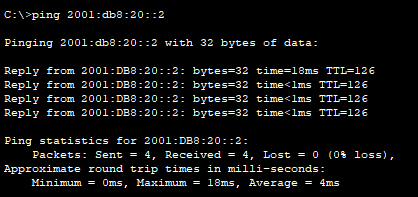 C:\>ping 2001:db8:20::2
Pinging 2001:db8:20::2 with 32 bytes of data:
Reply from 2001:DB8:20::2: bytes=32 time=18ms TTL=126
Reply from 2001:DB8:20::2: bytes=32 time<1ms TTL=126
Reply from 2001:DB8:20::2: bytes=32 time<1ms TTL=126
Reply from 2001:DB8:20::2: bytes=32 time<1ms TTL=126
Ping statistics for 2001:DB8:20::2:
Packets: Sent = 4, Received = 4, Lost = 0 (0% loss),
Approximate round trip times in milli-seconds:
Minimum = 0ms, Maximum = 18ms, Average = 4ms